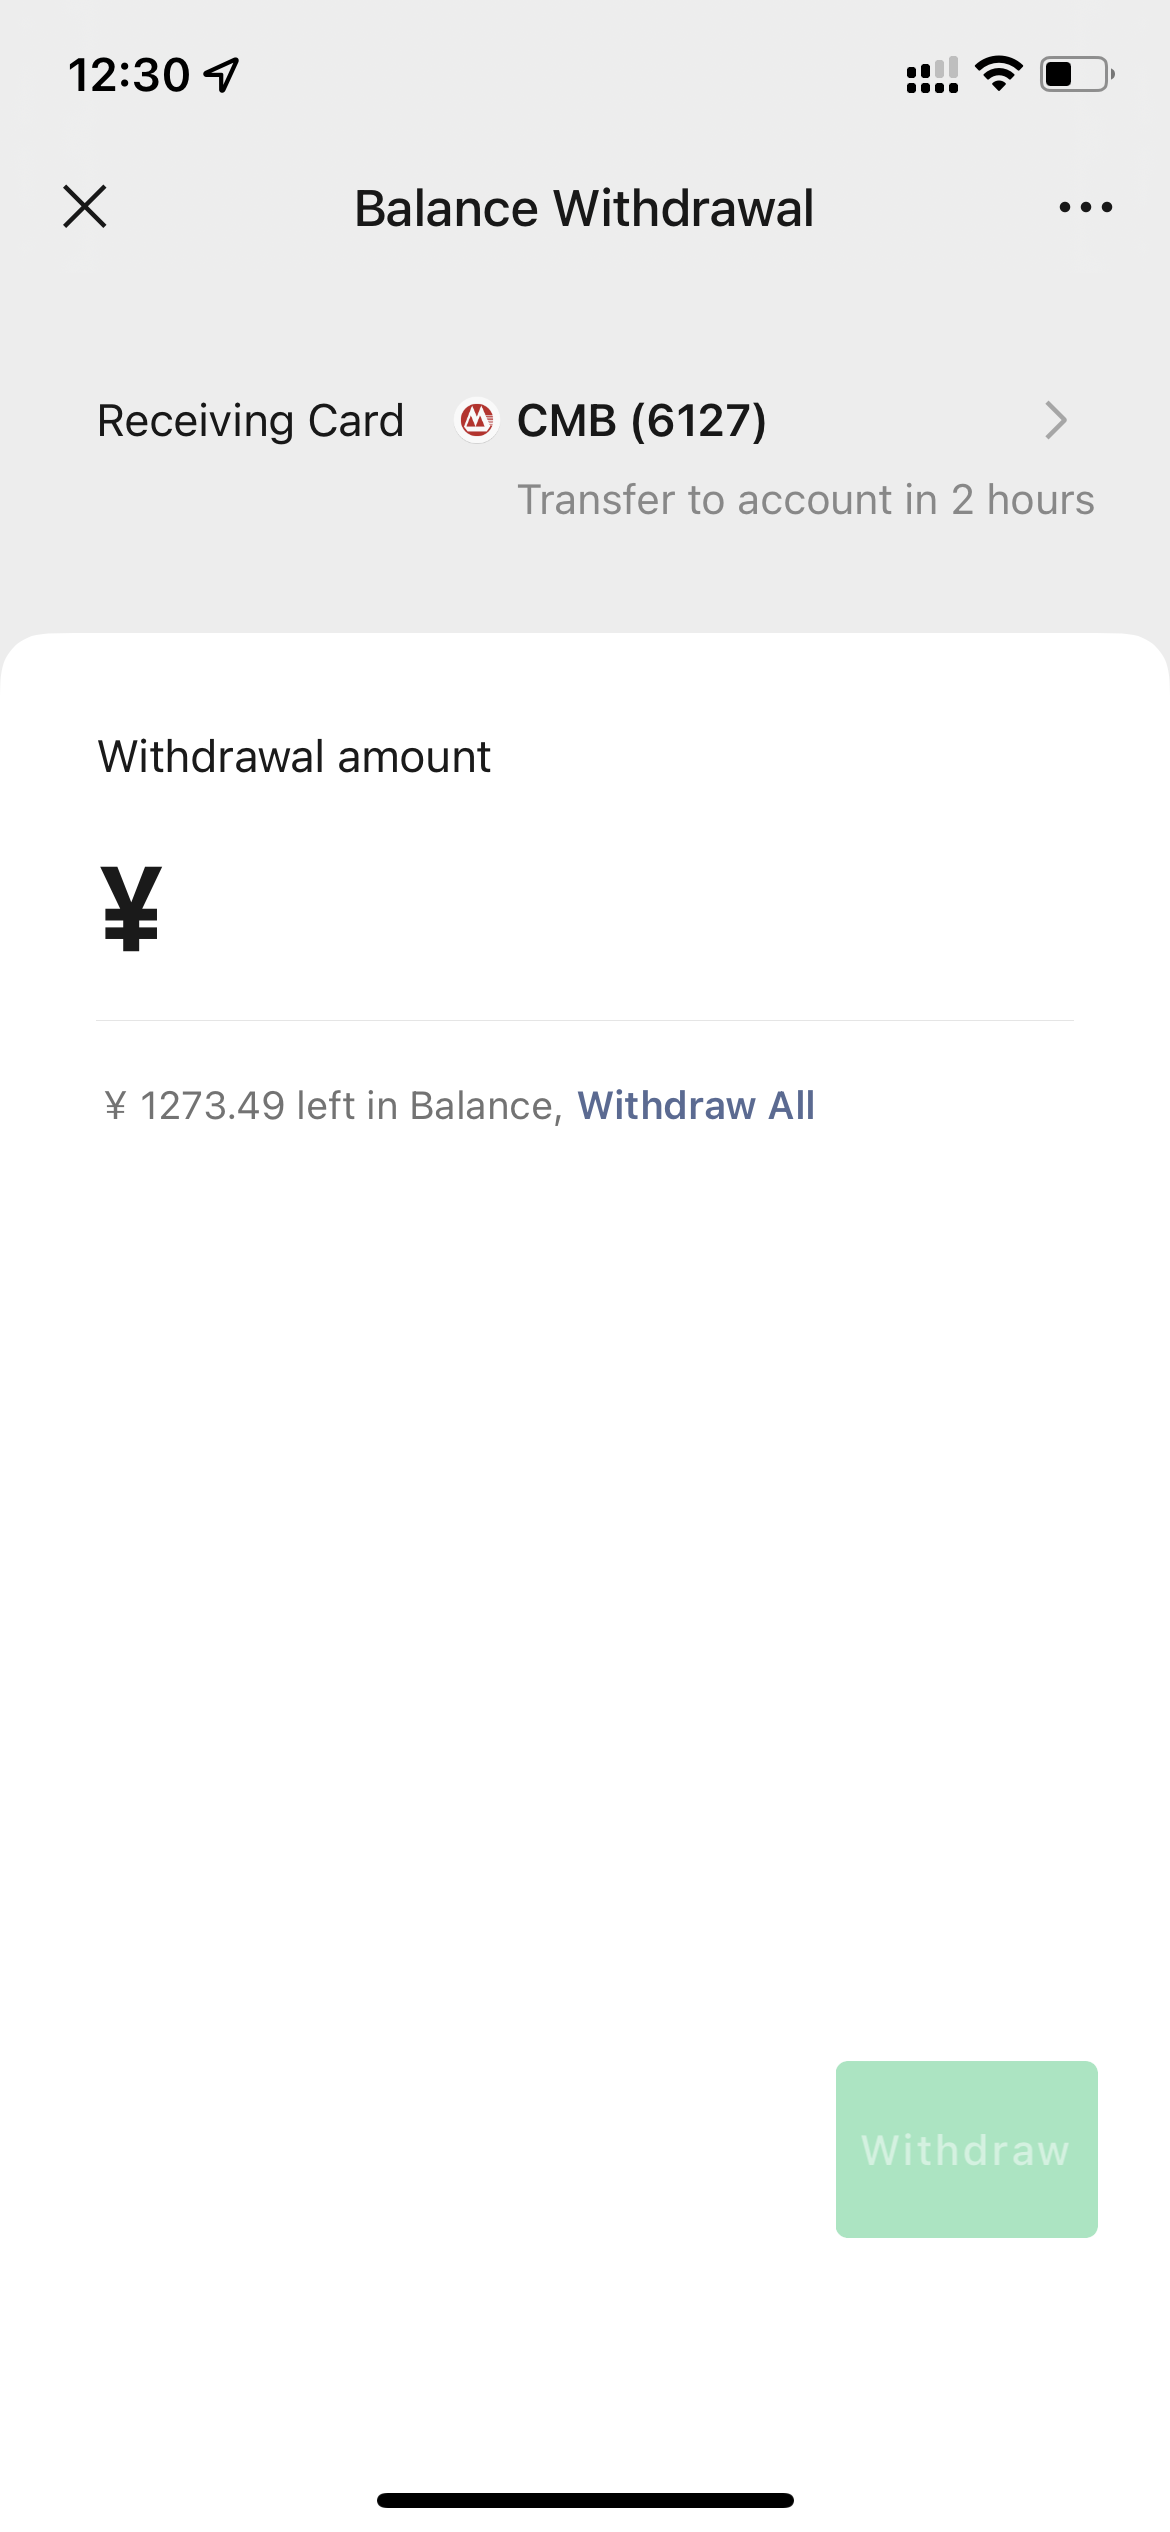 12:30
Balance Withdrawal
Receiving Card CMB (6127)
Transfer to account in 2 hours
Withdrawal amount
¥
¥ 1273.49 left in Balance, Withdraw All
Withdraw